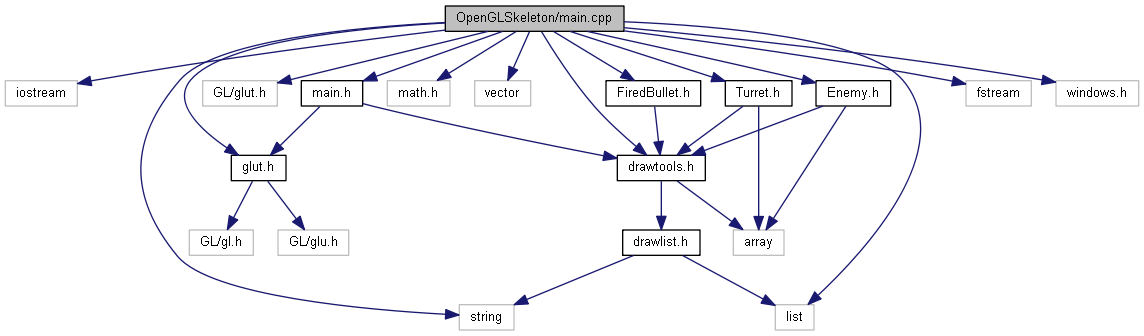 OpenGLSkeleton/main.cpp
iostream
GL/glut.h
main.h
math.h
vector
FiredBullet.h
Turret.h
Enemy.h
fstream
windows.h
glut.h
drawtools.h
GL/gl.h
GL/glu.h
drawlist.h
array
string
list